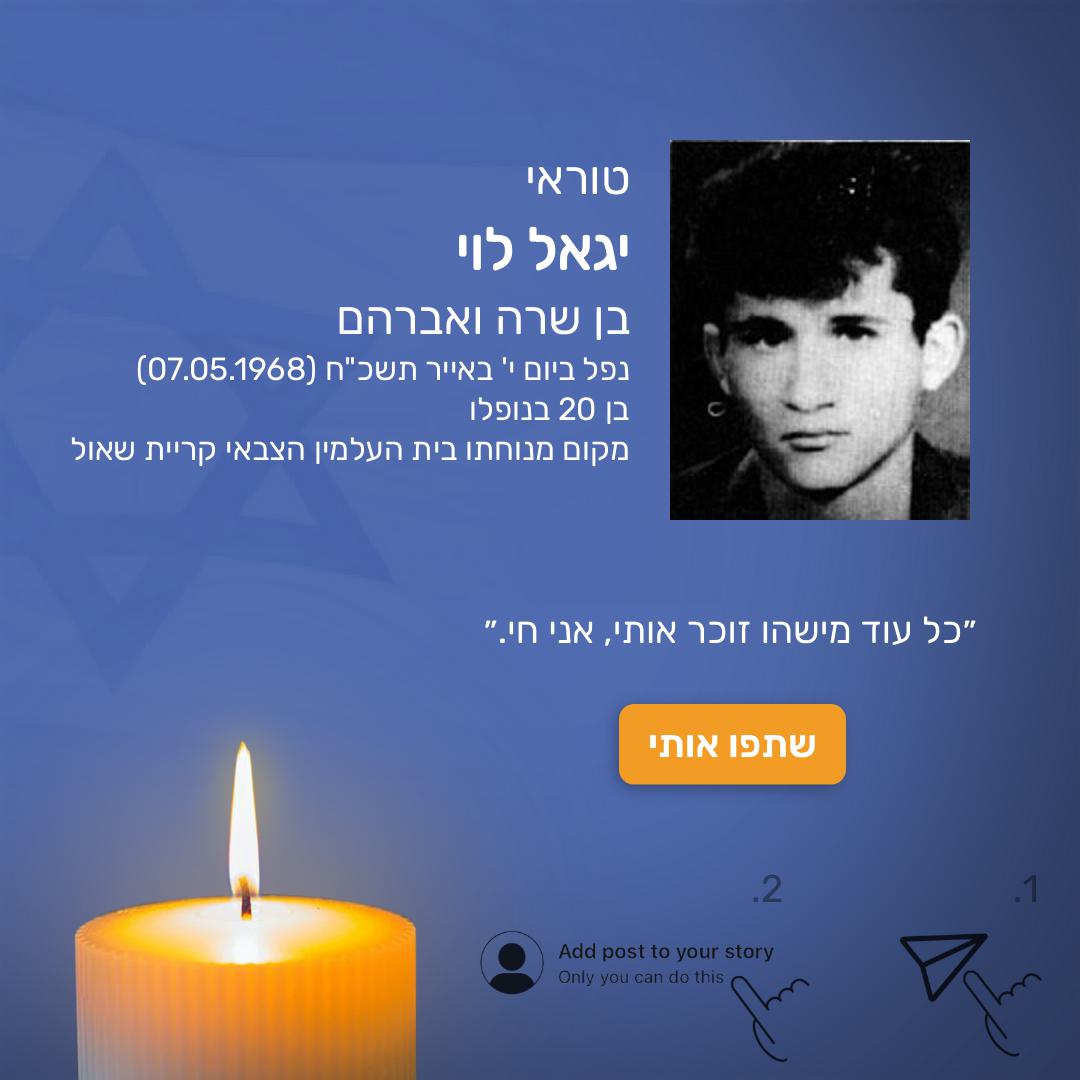 טוראי
יגאל לוי
בן שרה ואברהם
נפל ביום י' באייר תשכ"ח (07.05.1968)
בן 20 בנופלו
מקום מנוחתו בית העלמין הצבאי קריית שאול
״כל עוד מישהו זוכר אותי, אני חי.״
שתפו אותי
.1
.2
Add post to your story
Only you can do this